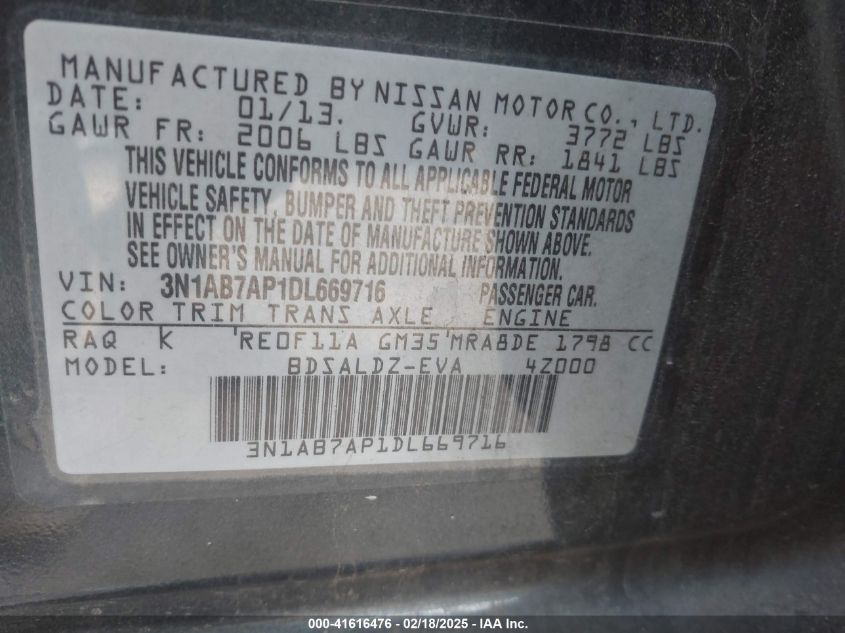 MANUFACTURED BY NISSAN MOTOR CO., LTD.
DATE: 01/13. GVWR: 3772 LBS
GAWR FR: 2006 LBS GAWR RR: 1841 LBS
THIS VEHICLE CONFORMS TO ALL APPLICABLE FEDERAL MOTOR
VEHICLE SAFETY, BUMPER AND THEFT PREVENTION STANDARDS
IN EFFECT ON THE DATE OF MANUFACTURE SHOWN ABOVE.
SEE OWNER'S MANUAL FOR ADDITIONAL INFORMATION.
VIN: 3N1AB7AP1DL669716 PASSENGER CAR.
COLOR TRIM TRANS AXLE ENGINE
RAQ K 'RE0F11A GM35'MRA8DE 1798 CC
MODEL: BDSALDZ-EVA 4Z000
3N1AB7AP1DL669716
000-41616476 - 02/18/2025 - IAA Inc.